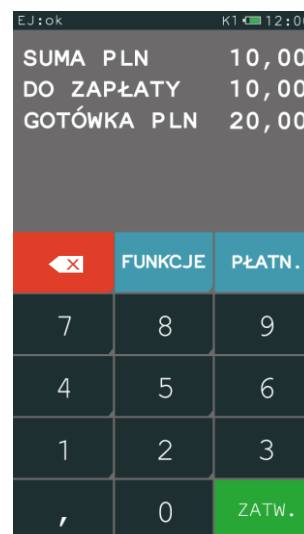 EJ:ok K1 12:00
SUMA PLN 10,00
DO ZAPŁATY 10,00
GOTÓWKA PLN 20,00
FUNKCJE PŁATN.
7 8 9
4 5 6
1 2 3
, 0 ZATW.